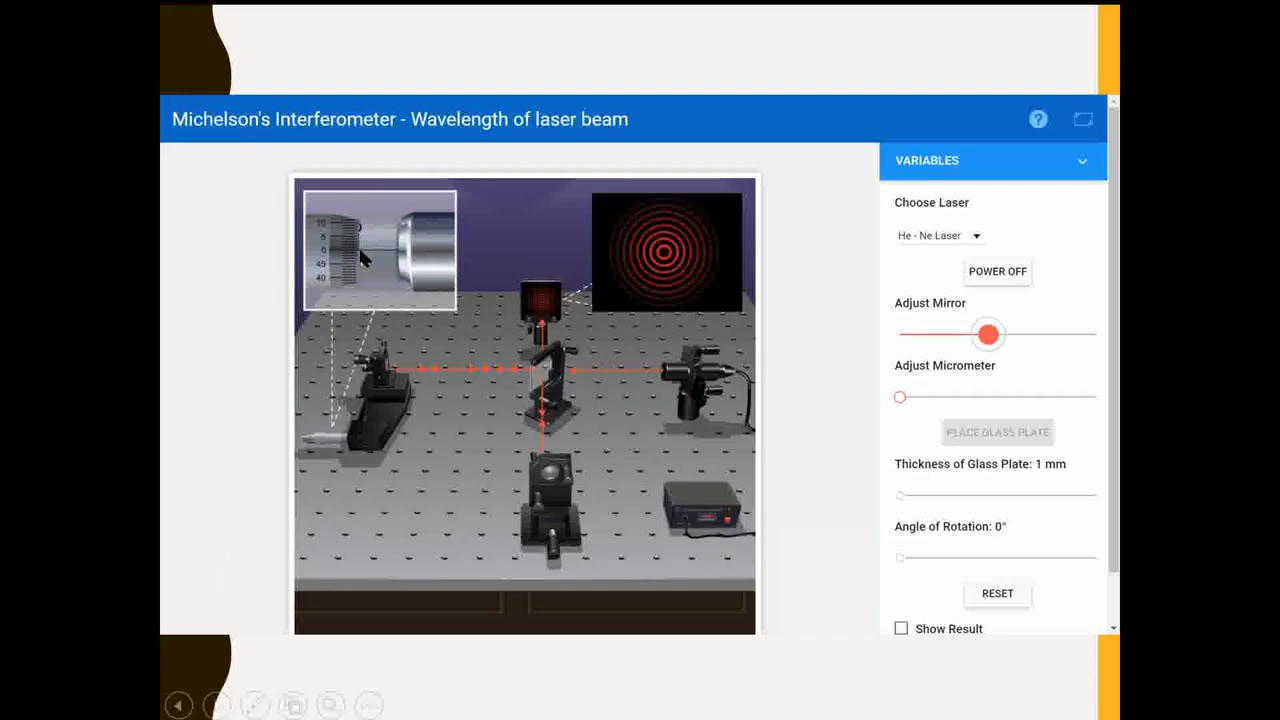 Michelson's Interferometer - Wavelength of laser beam
?
VARIABLES
Choose Laser
He - Ne Laser
POWER OFF
Adjust Mirror
Adjust Micrometer
PLACE GLASS PLATE
Thickness of Glass Plate: 1 mm
Angle of Rotation: 0°
RESET
Show Result
10
5
0
45
40
0